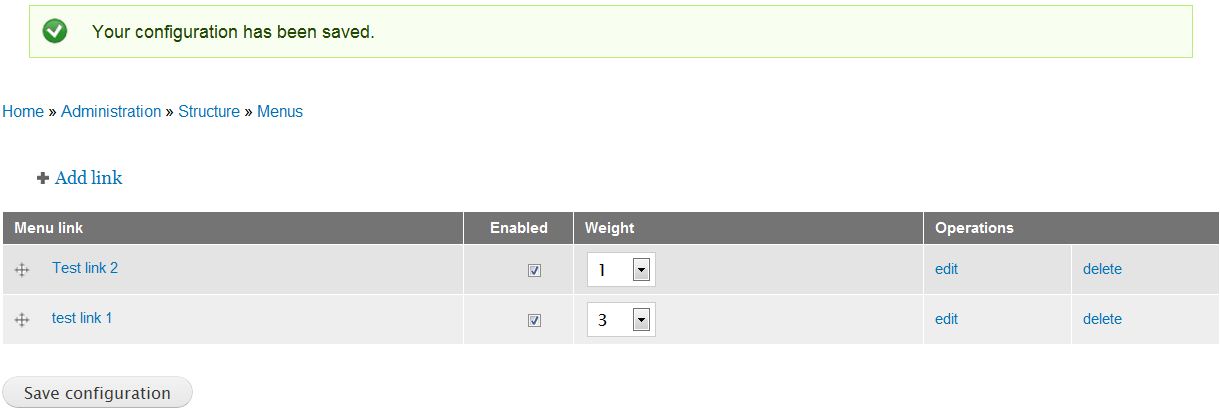 Your configuration has been saved.
Home » Administration » Structure » Menus
Add link
Menu link Enabled Weight Operations
Test link 2 1 edit delete
test link 1 3 edit delete
Save configuration